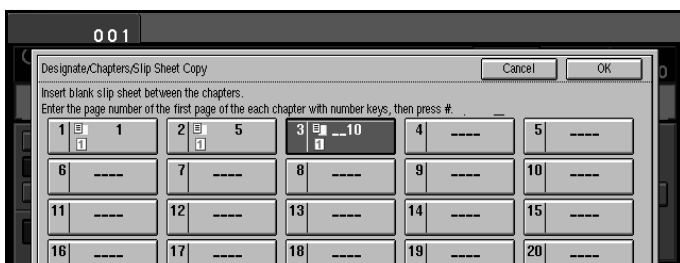 001
Designate/Chapters/Slip Sheet Copy Cancel OK
Insert blank slip sheet between the chapters.
Enter the page number of the first page of the each chapter with number keys, then press #.
1 1 2 5 3 __10 4 ---- 5 ----
1 1 1
6 ---- 7 ---- 8 ---- 9 ---- 10 ----
11 ---- 12 ---- 13 ---- 14 ---- 15 ----
16 ---- 17 ---- 18 ---- 19 ---- 20 ----